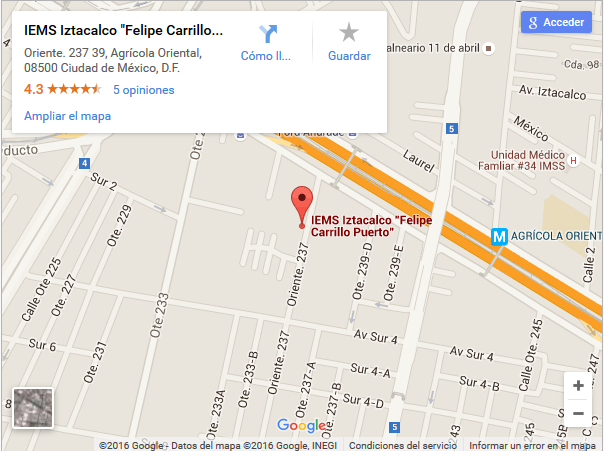 IEMS Iztacalco "Felipe Carrillo...
Oriente. 237 39, Agrícola Oriental,
08500 Ciudad de México, D.F.
4.3
5 opiniones
Ampliar el mapa
Cómo ll...
Guardar
Acceder
Balneario 11 de abril
Cda. 98
Av. Iztacalco
México
5
Laurel
Unidad Médico
Famliar #34 IMSS
H
Ford Andrade
4
Sur 2
Ote. 229
IEMS Iztacalco "Felipe
Carrillo Puerto"
M
AGRÍCOLA ORIENT
Calle 2
Calle Ote 225
Ote. 227
Ote 233
Oriente. 237
Ote. 239-D
Ote. 239-E
Av Sur 4
Av Sur 4
Calle Ote. 245
Sur 6
Ote. 231
Ote. 233-B
Ote. 233A
Ote. 237-A
Ote. 237-B
Sur 4-A
Sur 4-B
Sur 4-D
5
+
−
Google
©2016 Google - Datos del mapa ©2016 Google, INEGI
Condiciones del servicio
Informar un error en el mapa